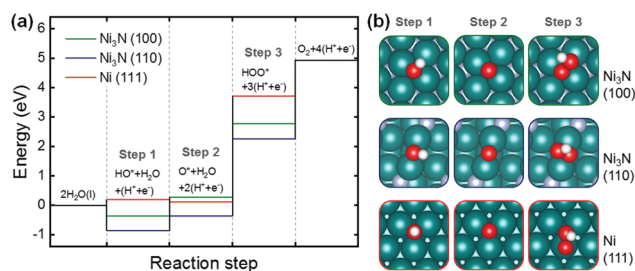 (a)
Energy (eV)
6
5
4
3
2
1
0
-1
Ni₃N (100)
Ni₃N (110)
Ni (111)
2H₂O(l)
Step 1
HO*+H₂O
+(H⁺+e⁻)
Step 2
O*+H₂O
+2(H⁺+e⁻)
Step 3
HOO*
+3(H⁺+e⁻)
O₂+4(H⁺+e⁻)
Reaction step
(b)
Step 1 Step 2 Step 3
Ni₃N
(100)
Ni₃N
(110)
Ni
(111)